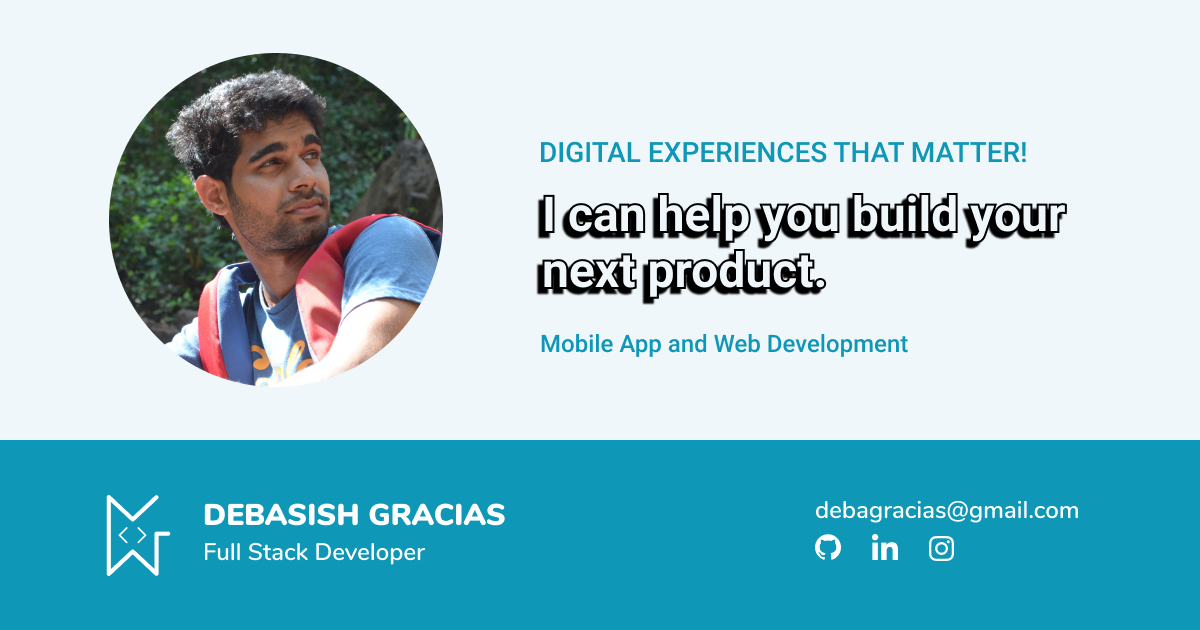 DIGITAL EXPERIENCES THAT MATTER!
I can help you build your
next product.
Mobile App and Web Development
DEBASISH GRACIAS
Full Stack Developer
debagracias@gmail.com